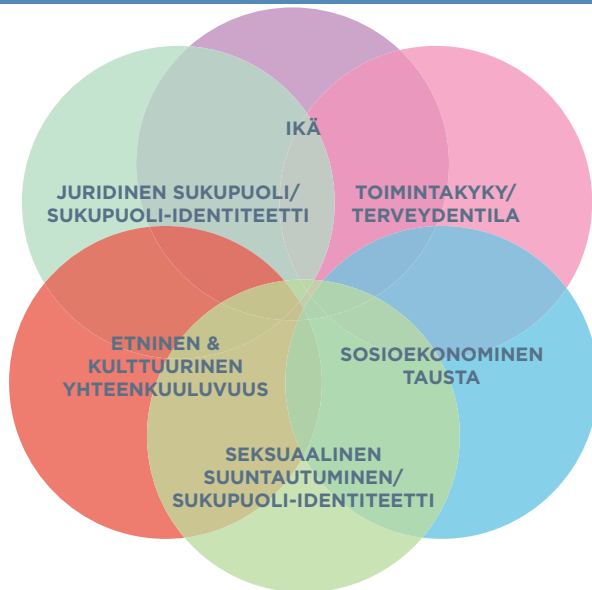 IKÄ
JURIDINEN SUKUPUOLI/
SUKUPUOLI-IDENTITEETTI
TOIMINTAKYKY/
TERVEYDENTILA
ETNINEN &
KULTTUURINEN
YHTEENKUULUVUUS
SOSIOEKONOMINEN
TAUSTA
SEKSUAALINEN
SUUNTAUTUMINEN/
SUKUPUOLI-IDENTITEETTI